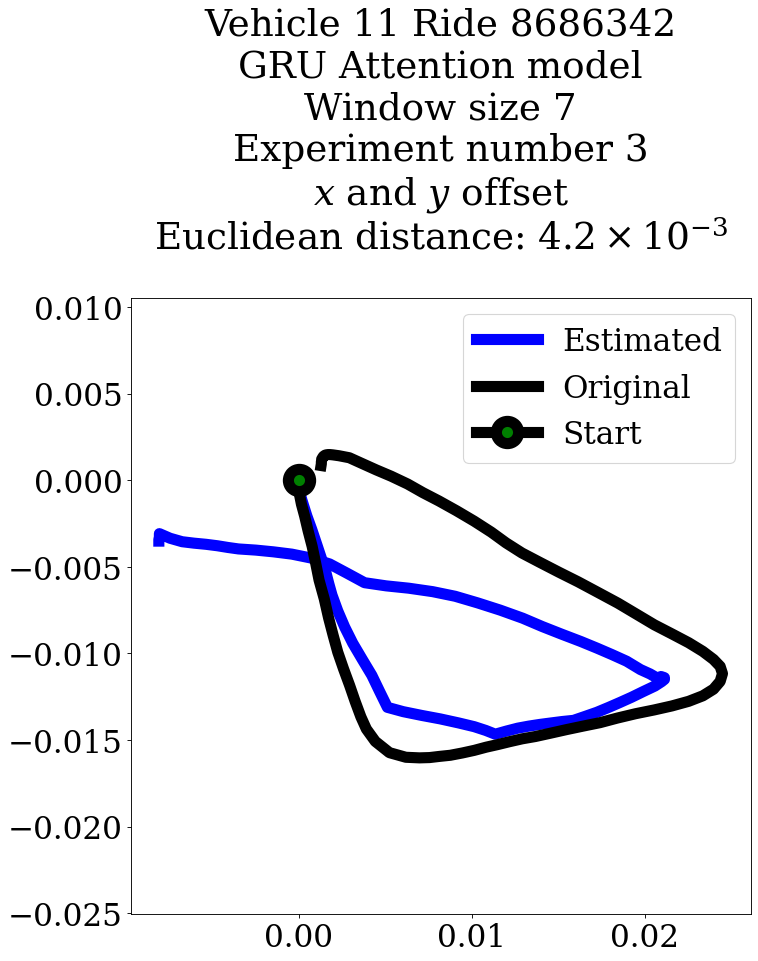 Vehicle 11 Ride 8686342
GRU Attention model
Window size 7
Experiment number 3
x and y offset
Euclidean distance: 4.2 × 10⁻³
Estimated
Original
Start
0.010
0.005
0.000
−0.005
−0.010
−0.015
−0.020
−0.025
0.00 0.01 0.02